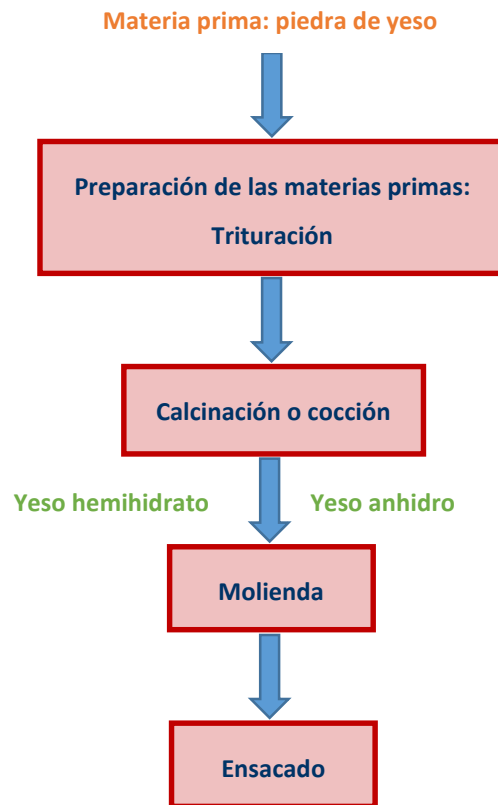 Materia prima: piedra de yeso
Preparación de las materias primas:
Trituración
Calcinación o cocción
Yeso hemihidrato
Yeso anhidro
Molienda
Ensacado